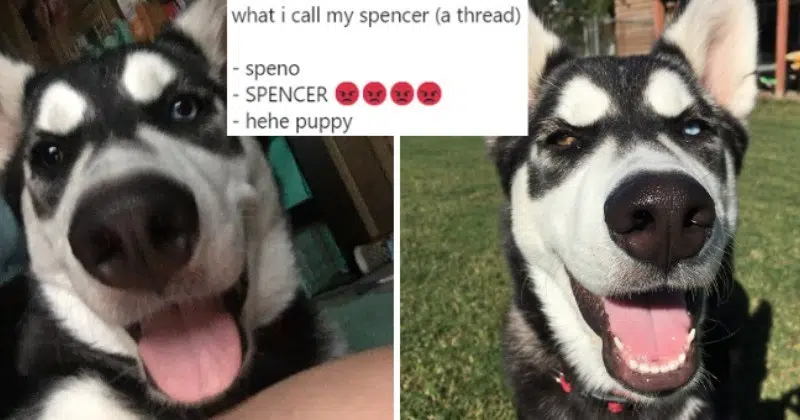 what i call my spencer (a thread)
- speno
- SPENCER 😡😡😡😡
- hehe puppy